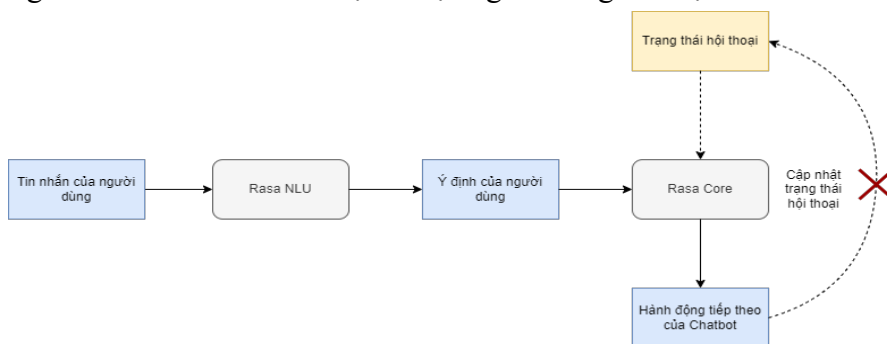 Trạng thái hội thoại
Tin nhắn của người
dùng
Rasa NLU
Ý định của người
dùng
Rasa Core
Cập nhật
trạng thái
hội thoại
Hành động tiếp theo
của Chatbot